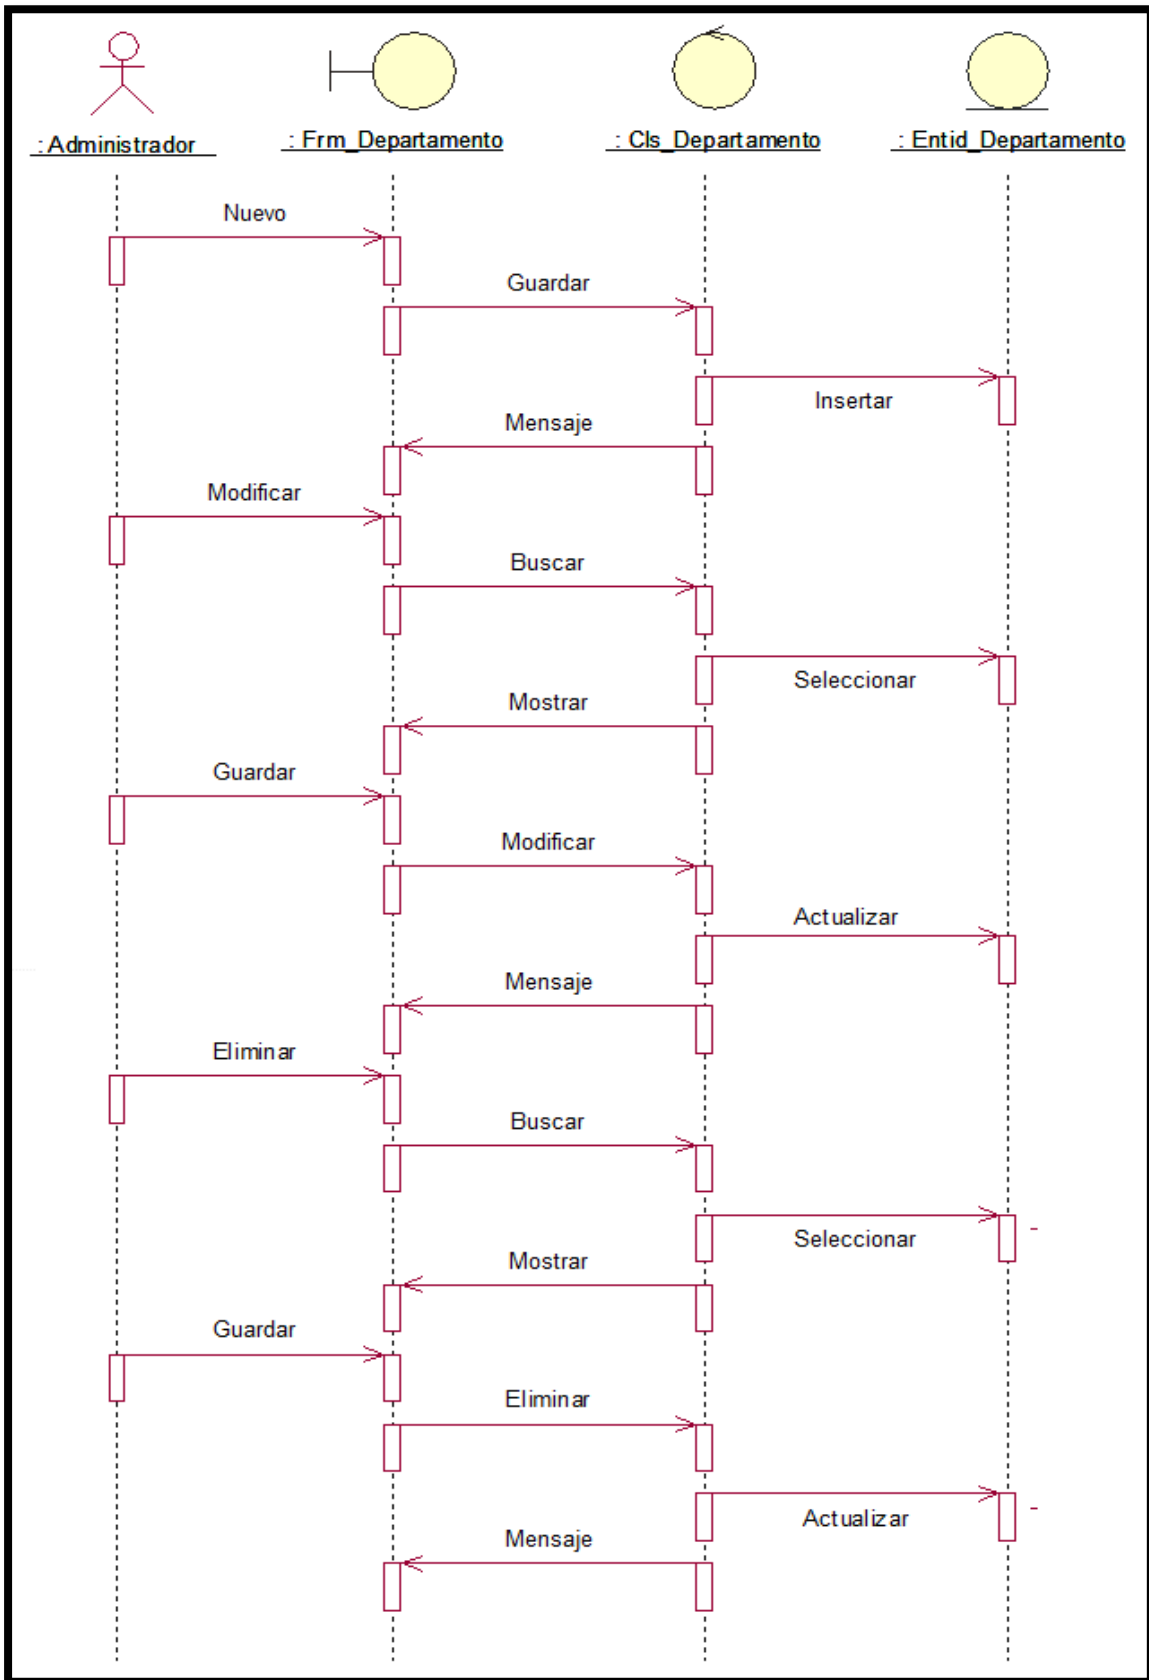 : Administrador
: Frm_Departamento
: Cls_Departamento
: Entid_Departamento
Nuevo
Guardar
Insertar
Mensaje
Modificar
Buscar
Seleccionar
Mostrar
Guardar
Modificar
Actualizar
Mensaje
Eliminar
Buscar
Seleccionar
Mostrar
Guardar
Eliminar
Actualizar
Mensaje